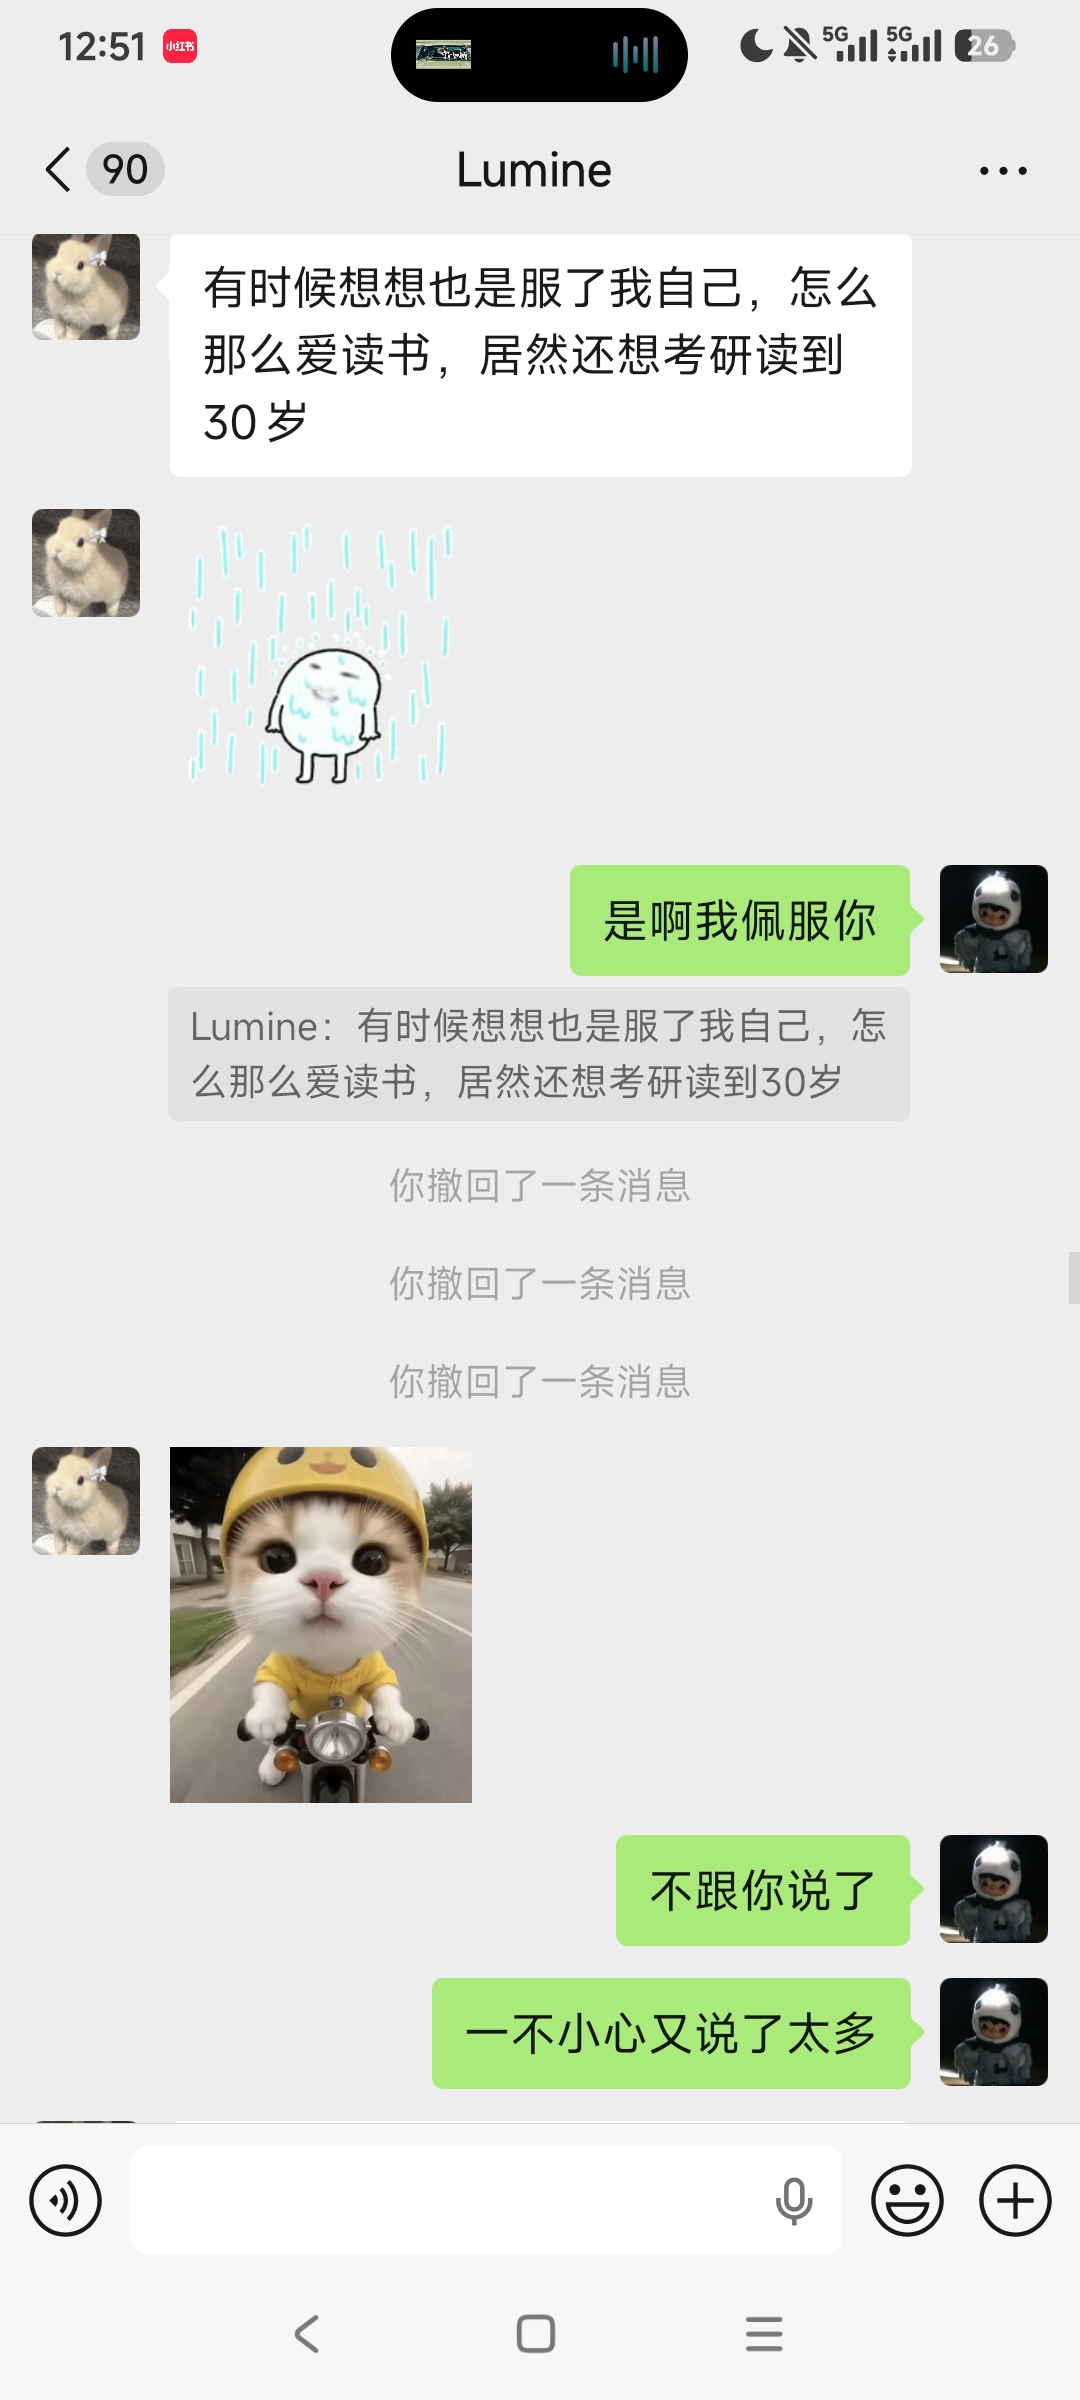 12:51
小红书
5G
5G
26
90
Lumine
有时候想想也是服了我自己，怎么
那么爱读书，居然还想考研读到
30岁
是啊我佩服你
Lumine：有时候想想也是服了我自己，怎
么那么爱读书，居然还想考研读到30岁
你撤回了一条消息
你撤回了一条消息
你撤回了一条消息
不跟你说了
一不小心又说了太多